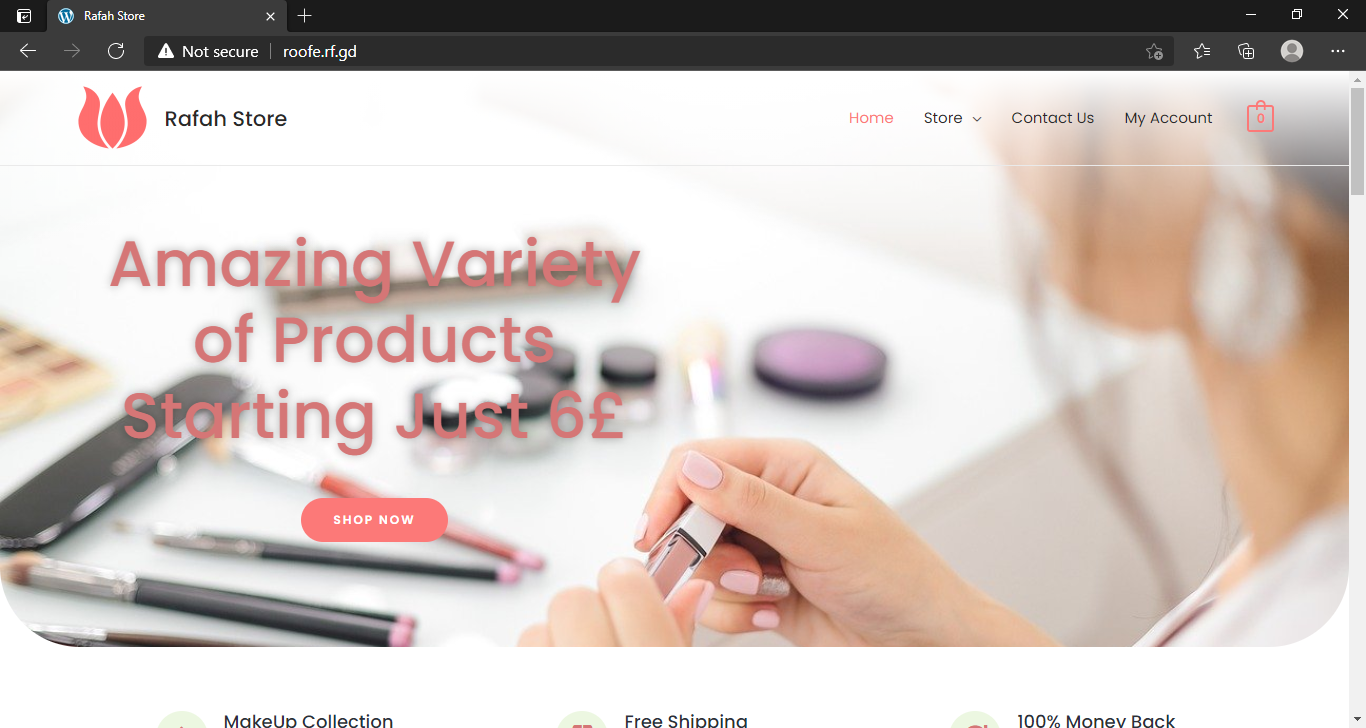 Rafah Store
Not secure
roofe.rf.gd
Rafah Store
Home
Store
Contact Us
My Account
0
Amazing Variety
of Products
Starting Just 6£
SHOP NOW
MakeUp Collection
Free Shipping
100% Money Back